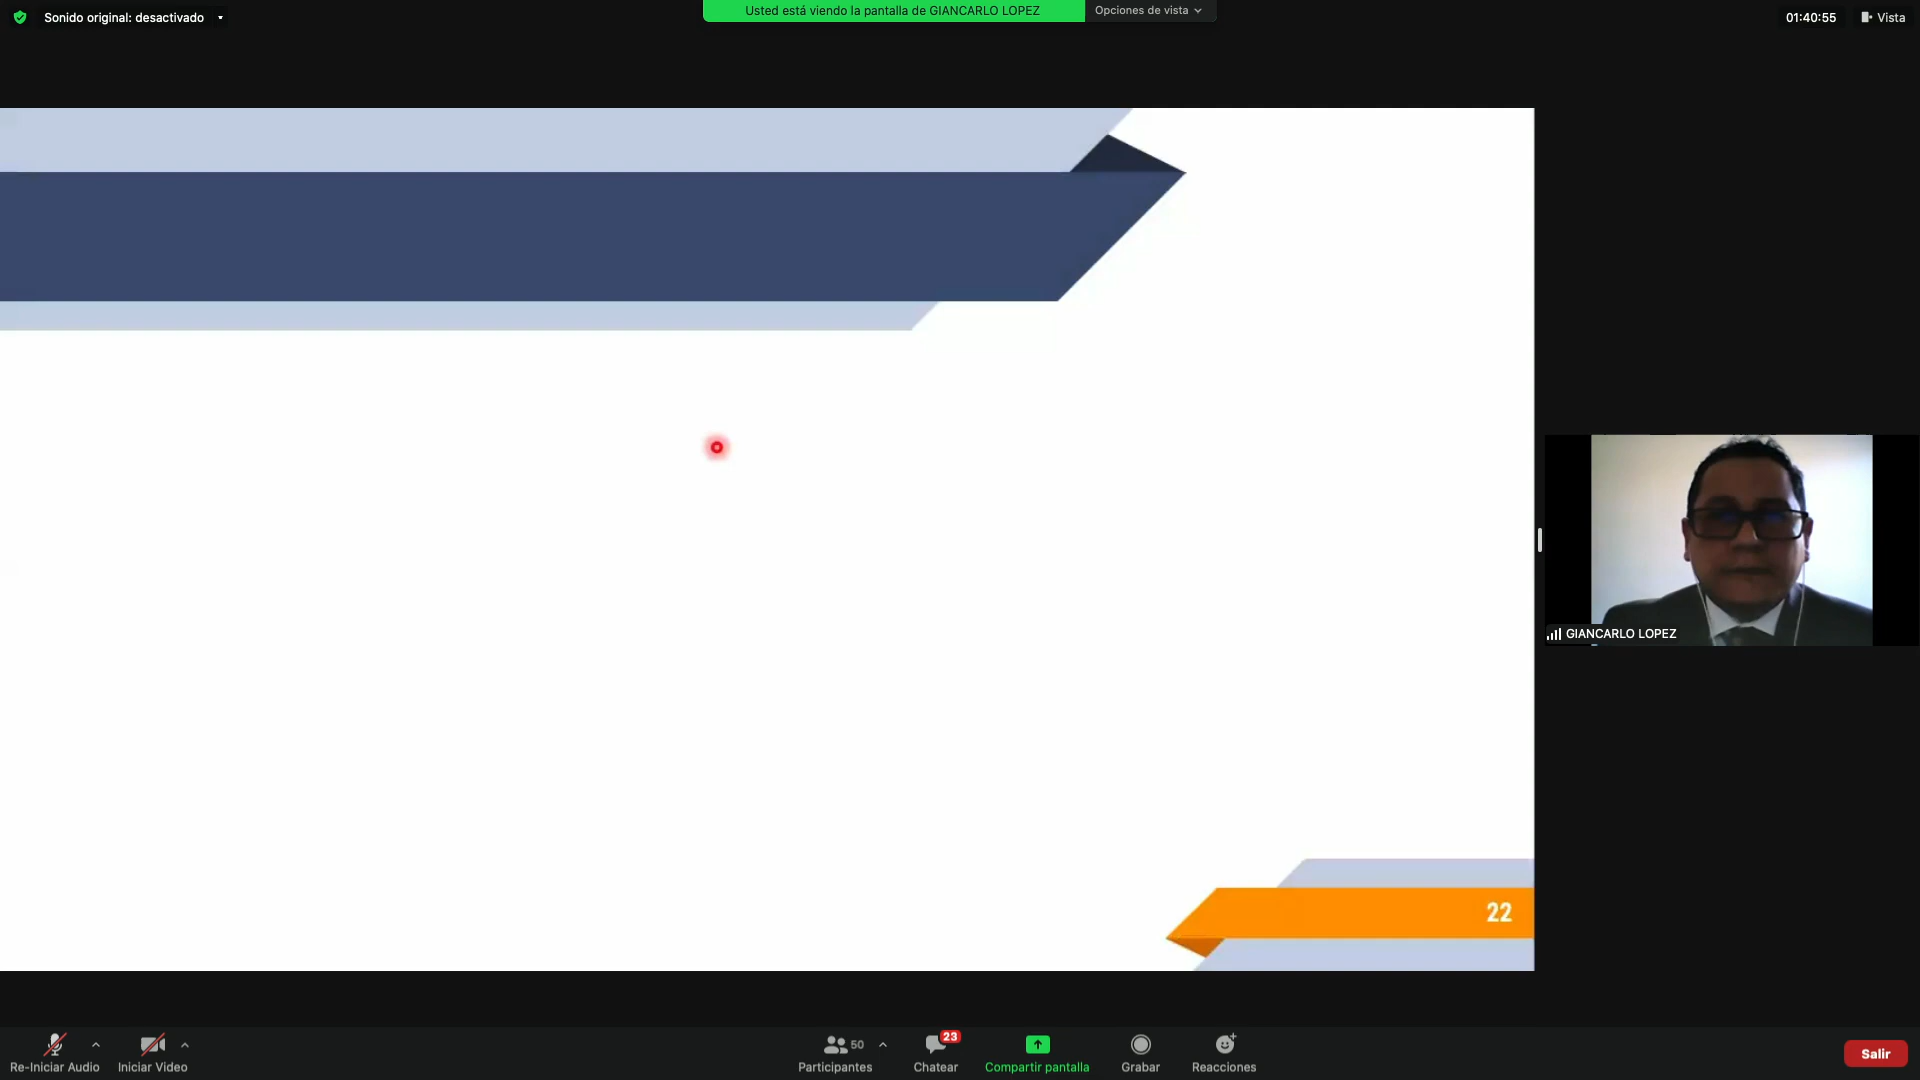 Sonido original: desactivado
Usted está viendo la pantalla de GIANCARLO LOPEZ
Opciones de vista
01:40:55
Vista
GIANCARLO LOPEZ
22
Re-Iniciar Audio
Iniciar Video
50
Participantes
23
Chatear
Compartir pantalla
Grabar
Reacciones
Salir